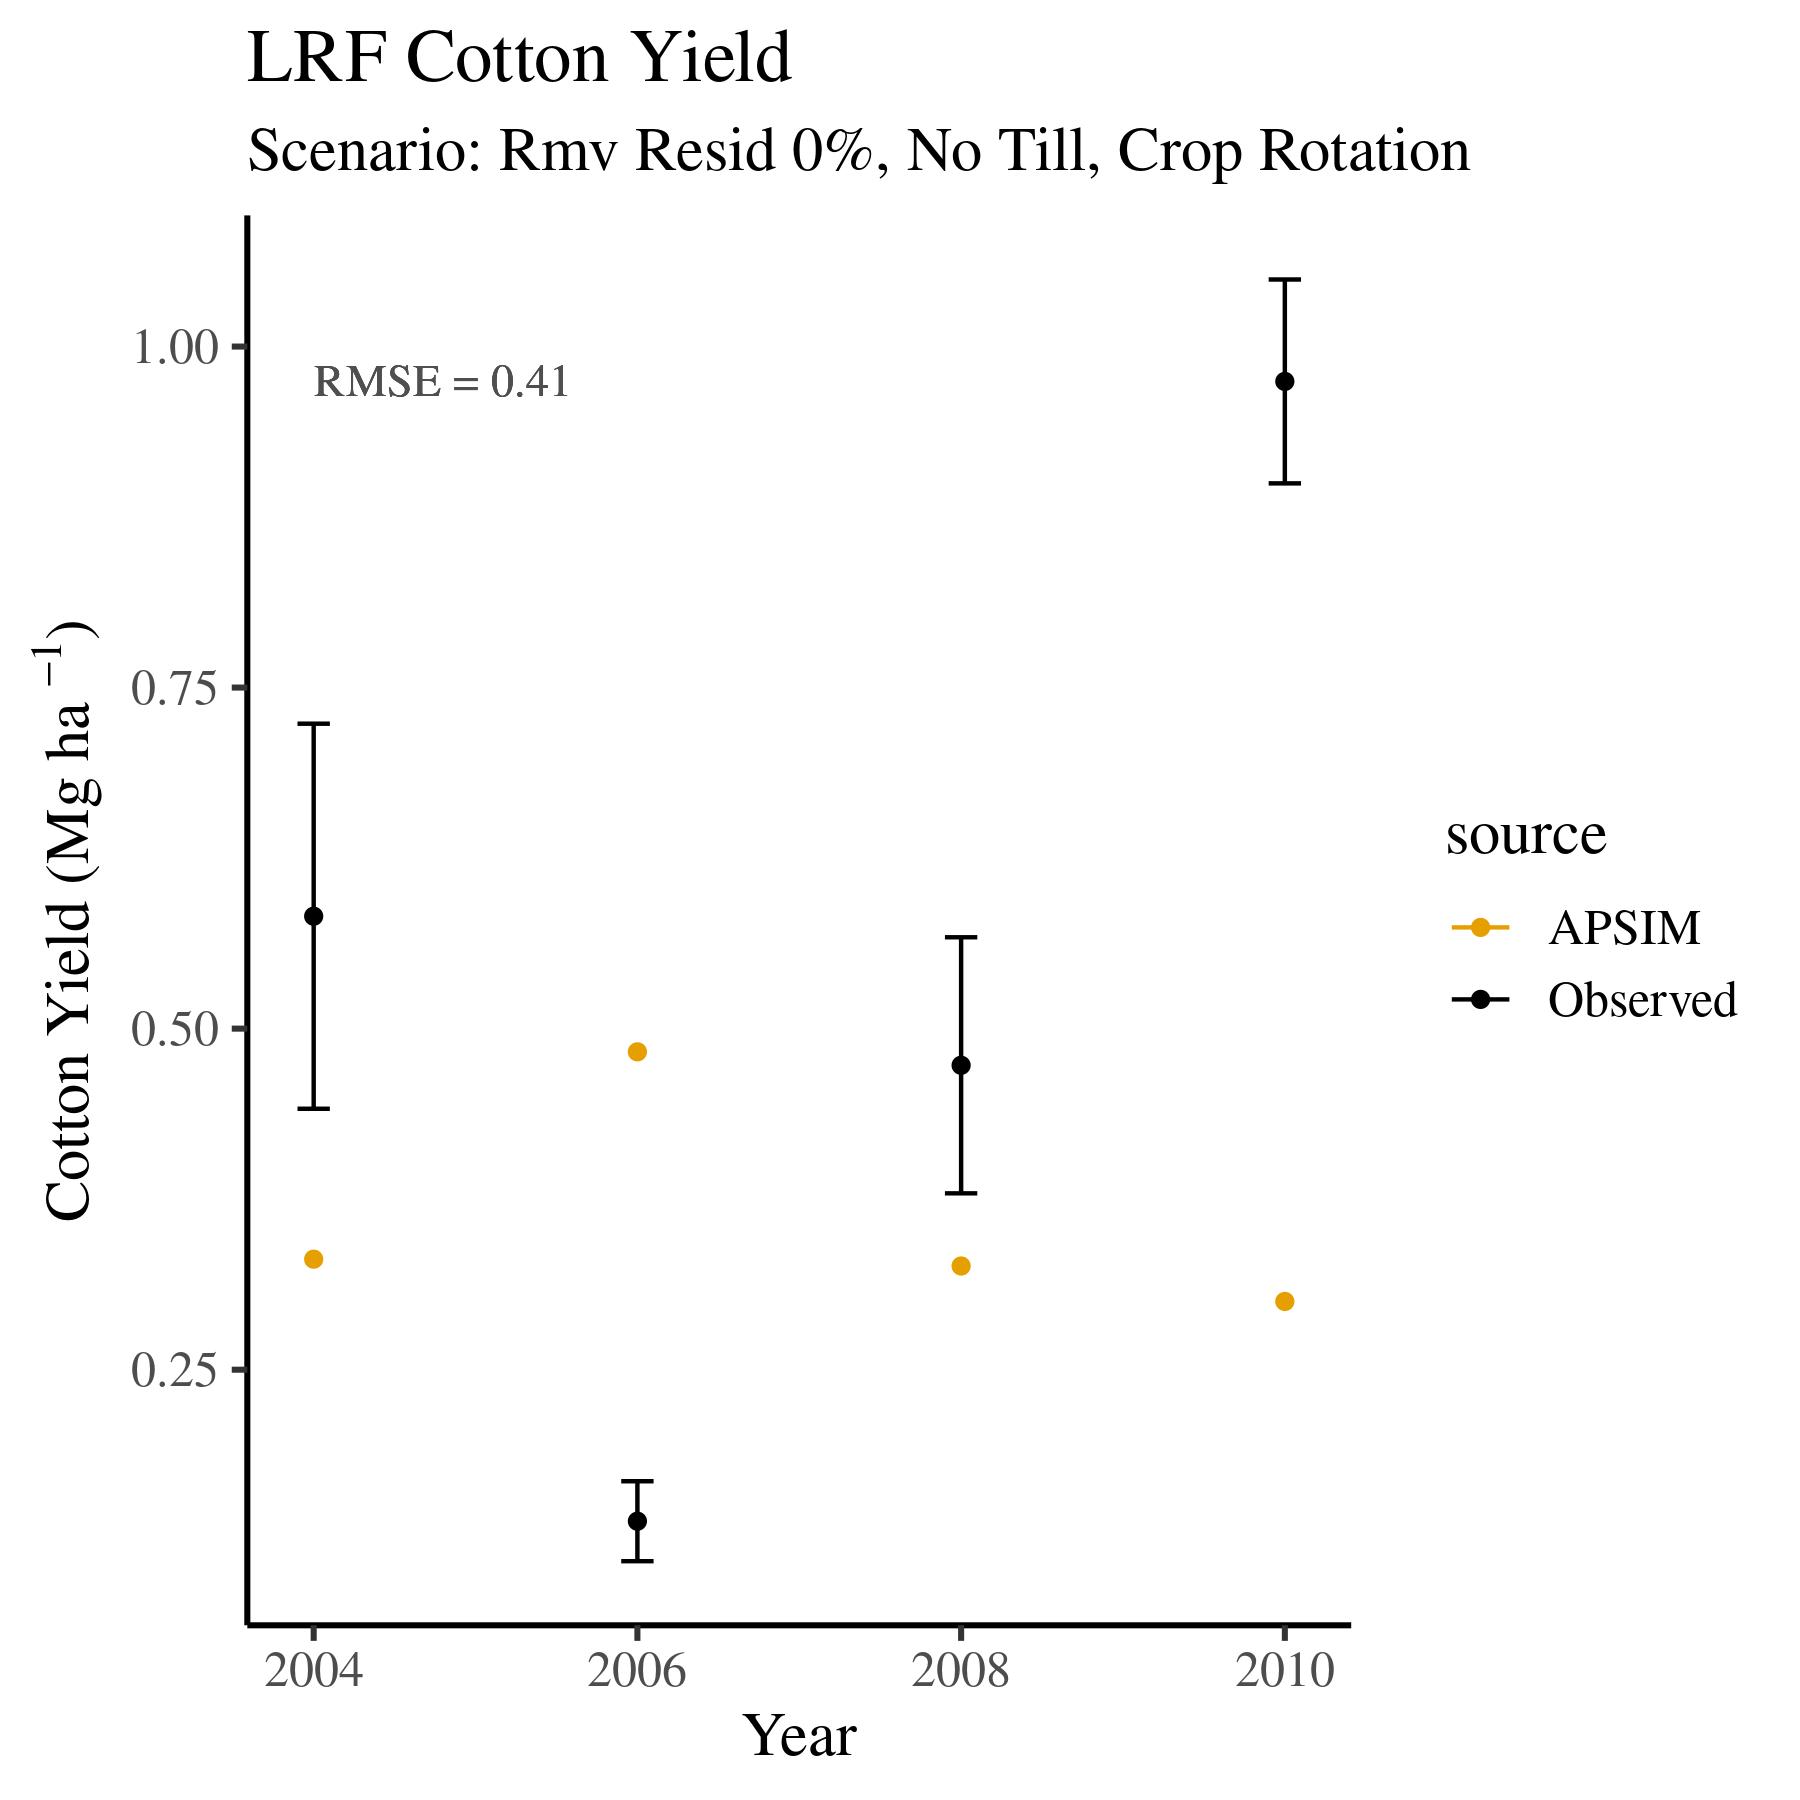 LRF Cotton Yield
Scenario: Rmv Resid 0%, No Till, Crop Rotation
1.00
RMSE = 0.41
0.75
0.50
0.25
Cotton Yield (Mg ha ⁻¹)
source
APSIM
Observed
2004 2006 2008 2010
Year